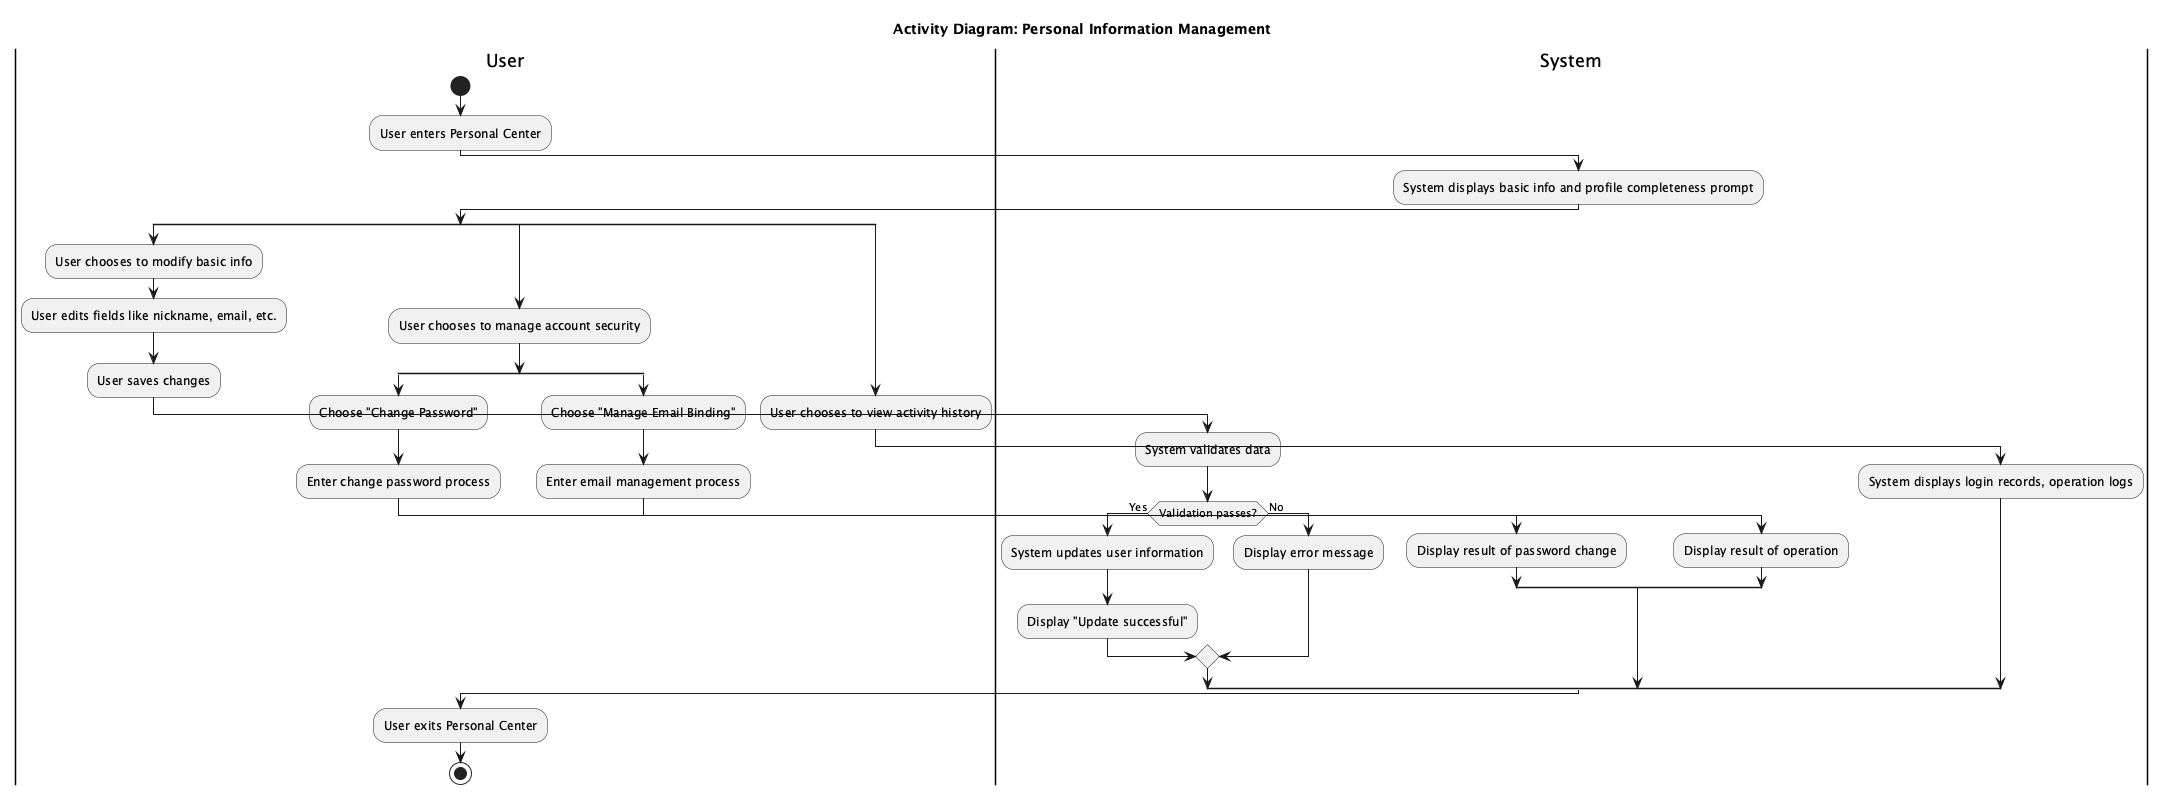 Activity Diagram: Personal Information Management
User
System
User enters Personal Center
System displays basic info and profile completeness prompt
User chooses to modify basic info
User edits fields like nickname, email, etc.
User chooses to manage account security
User saves changes
Choose "Change Password"
Choose "Manage Email Binding"
User chooses to view activity history
System validates data
Enter change password process
Enter email management process
System displays login records, operation logs
Yes
Validation passes?
No
System updates user information
Display error message
Display result of password change
Display result of operation
Display "Update successful"
User exits Personal Center